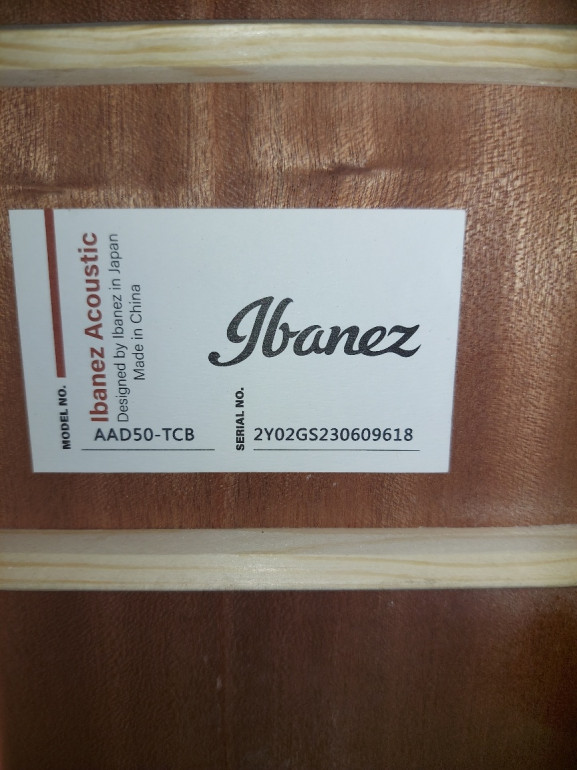 Ibanez Acoustic
Designed by Ibanez in Japan
Made in China
Ibanez
MODEL NO.
AAD50-TCB
SERIAL NO.
2Y02GS230609618